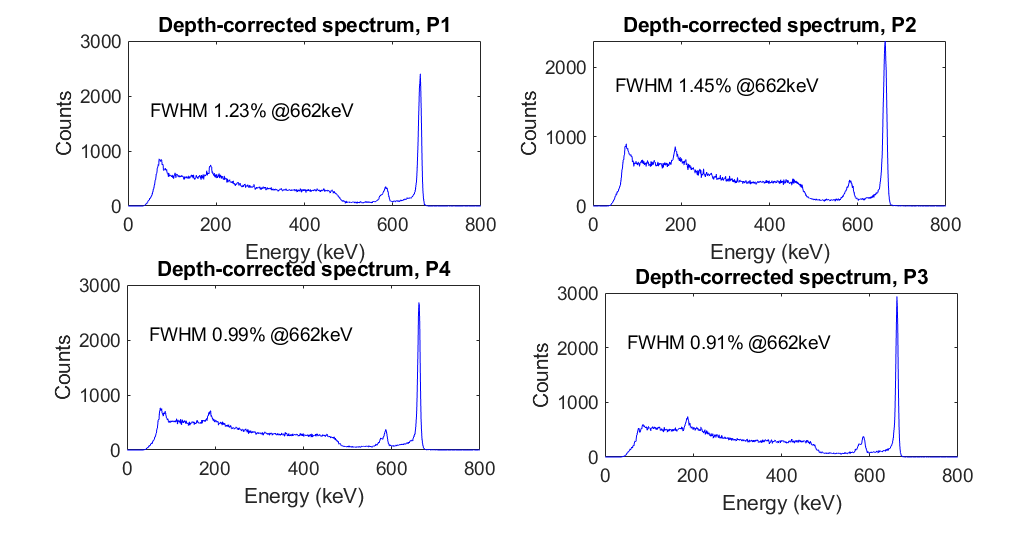 Depth-corrected spectrum, P1
3000
2000
1000
0
Counts
FWHM 1.23% @662keV
0 200 400 600 800
Energy (keV)
Depth-corrected spectrum, P2
2000
1000
0
Counts
FWHM 1.45% @662keV
0 200 400 600 800
Energy (keV)
Depth-corrected spectrum, P4
3000
2000
1000
0
Counts
FWHM 0.99% @662keV
0 200 400 600 800
Energy (keV)
Depth-corrected spectrum, P3
3000
2000
1000
0
Counts
FWHM 0.91% @662keV
0 200 400 600 800
Energy (keV)